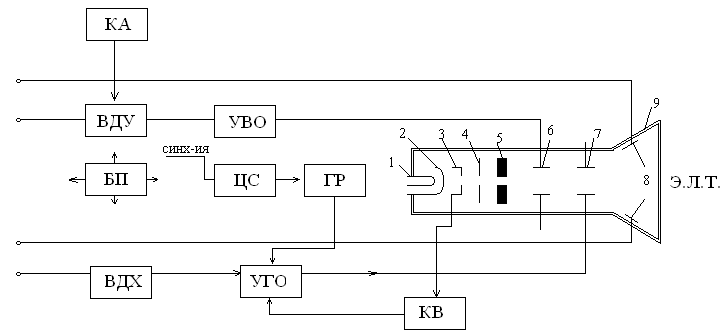 КА
ВДУ
УВО
синх-ия
БП
ЦС
ГР
ВДХ
УГО
КВ
1
2
3
4
5
6
7
9
8
Э.Л.Т.